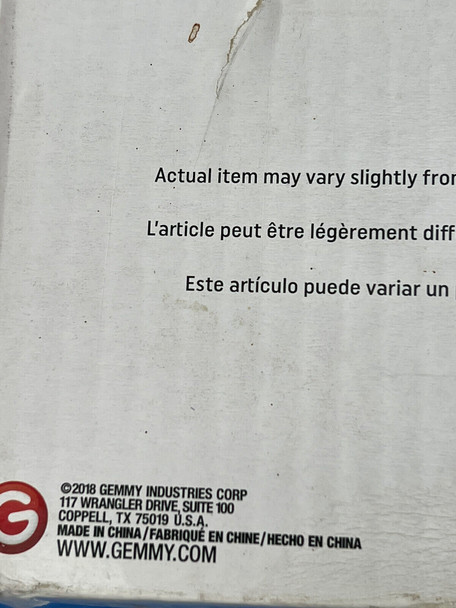 Actual item may vary slightly from
L'article peut être légèrement diff
Este artículo puede variar un
G
©2018 GEMMY INDUSTRIES CORP
117 WRANGLER DRIVE, SUITE 100
COPPELL, TX 75019 U.S.A.
MADE IN CHINA/FABRIQUÉ EN CHINE/HECHO EN CHINA
WWW.GEMMY.COM